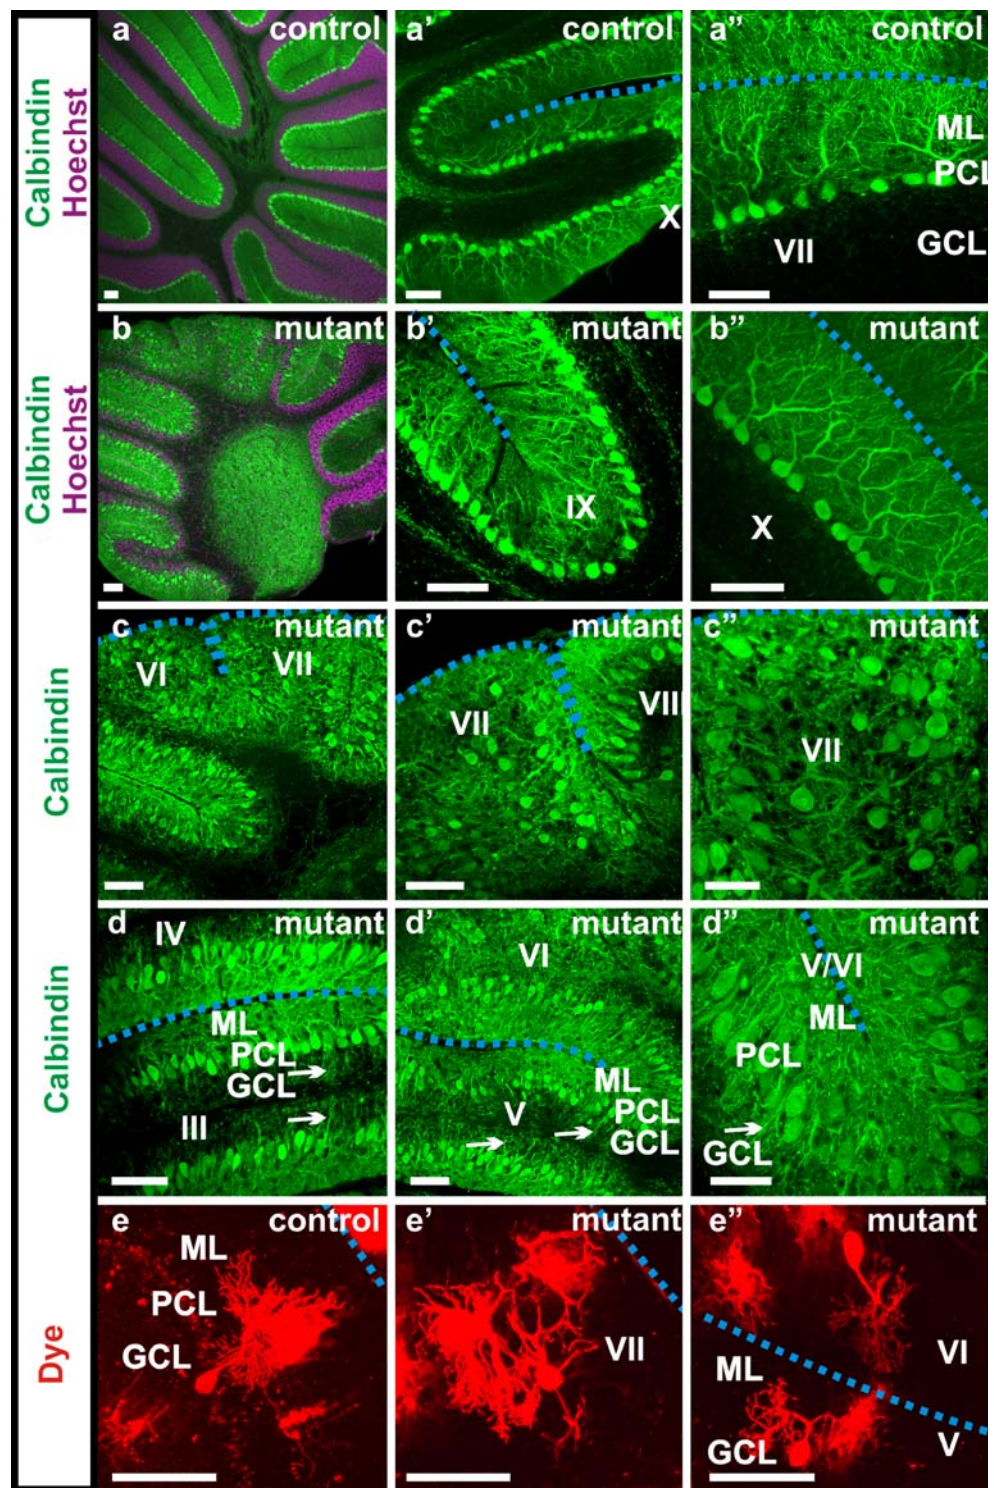 Calbindin
Hoechst
a control
a' control
X
a" control
ML
PCL
VII
GCL
Calbindin
Hoechst
b mutant
b' mutant
IX
b" mutant
X
Calbindin
c mutant
VI
VII
c' mutant
VII
VIII
c" mutant
VII
Calbindin
d mutant
IV
ML
PCL
GCL
III
d' mutant
VI
ML
V
PCL
GCL
d" mutant
V/VI
ML
PCL
GCL
Dye
e control
ML
PCL
GCL
e' mutant
VII
e" mutant
VI
ML
V
GCL